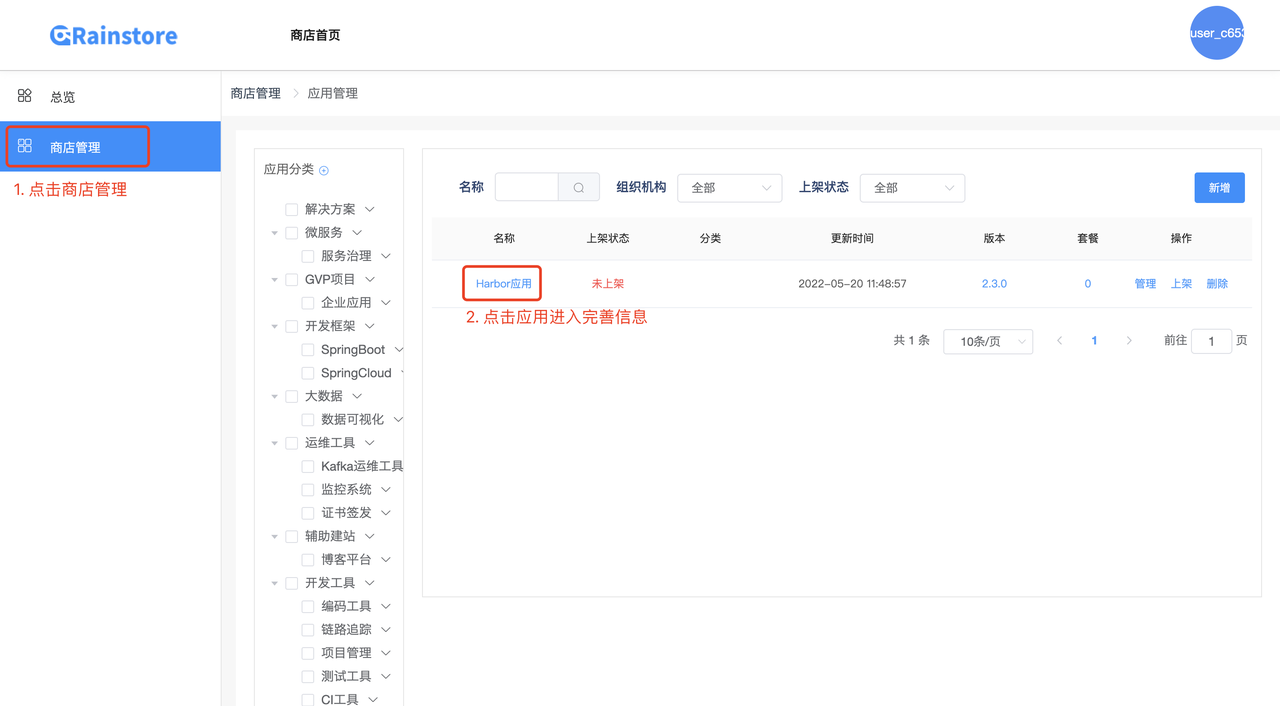 Rainstore
商店首页
user_c653
总览
商店管理
1. 点击商店管理
商店管理 > 应用管理
应用分类
解决方案
微服务
服务治理
GVP项目
企业应用
开发框架
SpringBoot
SpringCloud
大数据
数据可视化
运维工具
Kafka运维工具
监控系统
证书签发
辅助建站
博客平台
开发工具
编码工具
链路追踪
项目管理
测试工具
CI工具
名称 组织机构 全部 上架状态 全部 新增
名称 上架状态 分类 更新时间 版本 套餐 操作
Harbor应用 未上架 2022-05-20 11:48:57 2.3.0 0 管理 上架 删除
2. 点击应用进入完善信息
共 1 条 10条/页 < 1 > 前往 1 页